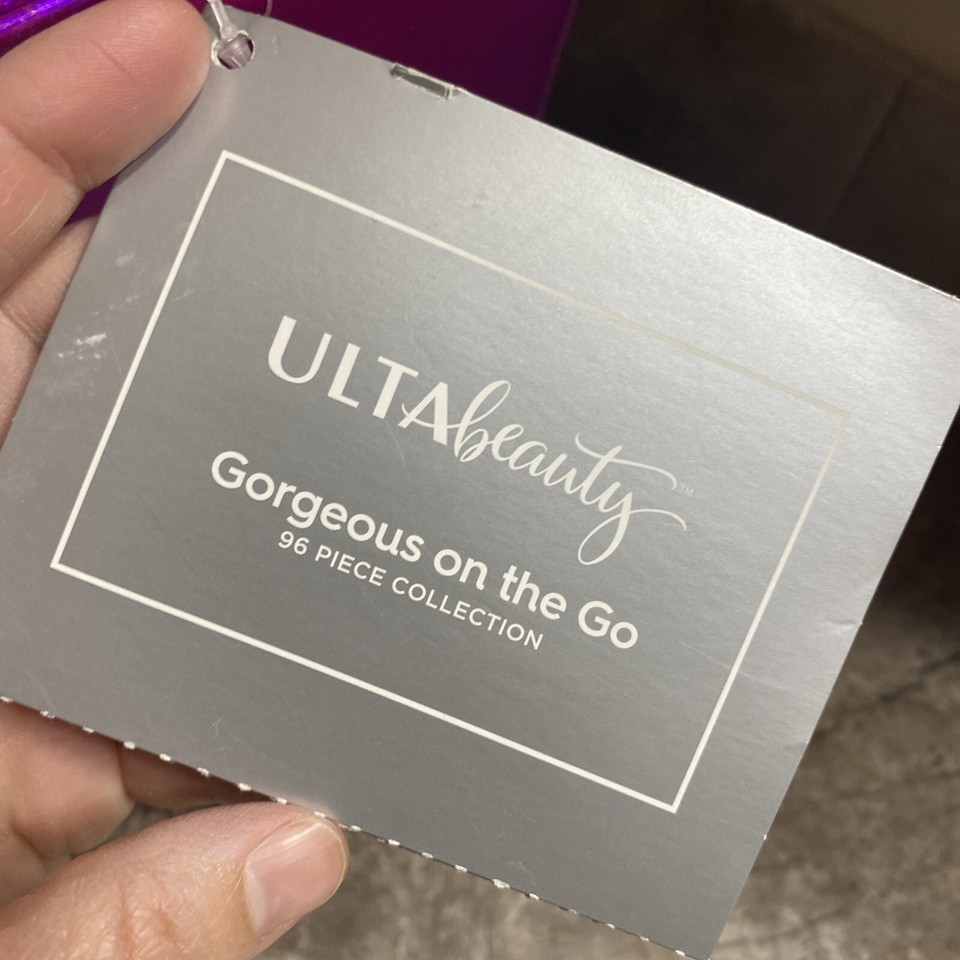 ULTAbeauty™
Gorgeous on the Go
96 PIECE COLLECTION